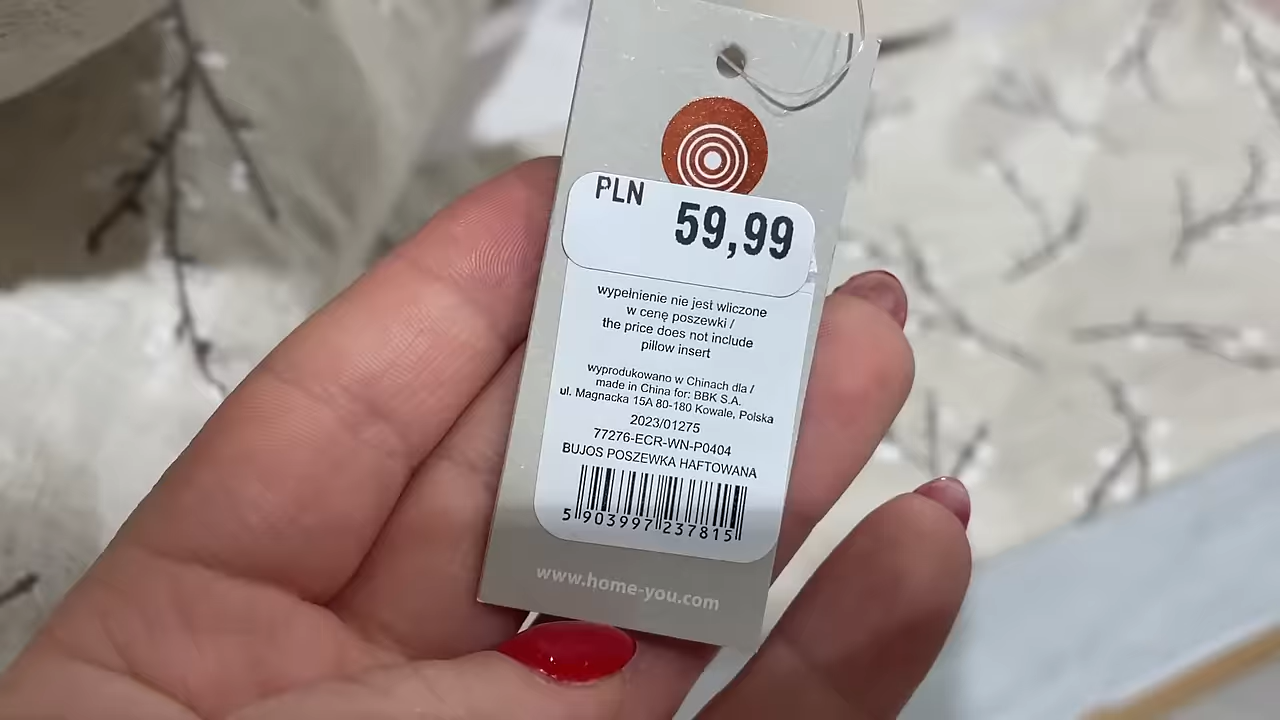 PLN
59,99
wypełnienie nie jest wliczone
w cenę poszewki /
the price does not include
pillow insert
wyprodukowano w Chinach dla /
made in China for: BBK S.A.
ul. Magnacka 15A 80-180 Kowale, Polska
2023/01275
77276-ECR-WN-P0404
BUJOS POSZEWKA HAFTOWANA
5 903997 237815
www.home-you.com